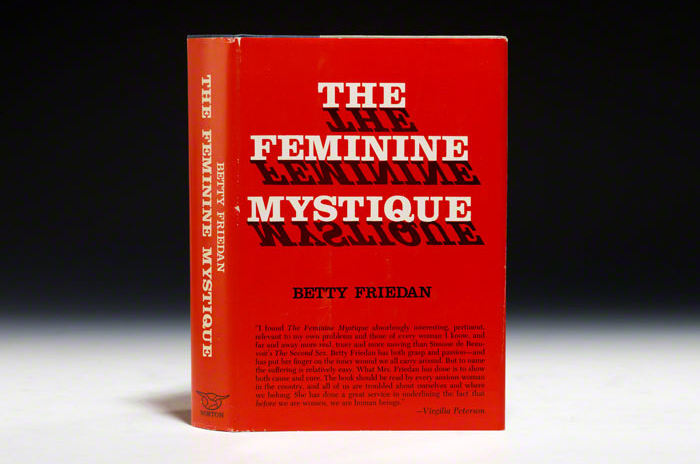 THE FEMININE MYSTIQUE
BETTY FRIEDAN
NORTON
THE
FEMININE
MYSTIQUE
BETTY FRIEDAN
"I found The Feminine Mystique absorbingly interesting, pertinent,
relevant to my own problems and those of every woman I know, and
far and away more real, truer and more moving than Simone de Beau-
voir's The Second Sex. Betty Friedan has both grasp and passion—and
has put her finger on the inner wound we all carry around. But to name
the suffering is relatively easy. What Mrs. Friedan has done is to show
both cause and cure. The book should be read by every anxious woman
in the country, and all of us are troubled about ourselves and where
we belong. She has done a great service in underlining the fact that
before we are women, we are human beings."
—Virgilia Peterson